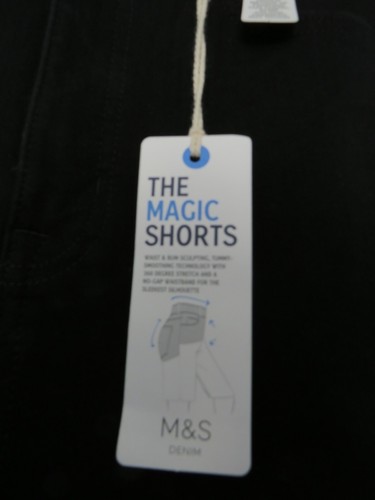 THE
MAGIC
SHORTS
WAIST & BUM SCULPTING, TUMMY-
SMOOTHING TECHNOLOGY WITH
360 DEGREE STRETCH AND A
NO-GAP WAISTBAND FOR THE
SLEEKEST SILHOUETTE
M&S
DENIM